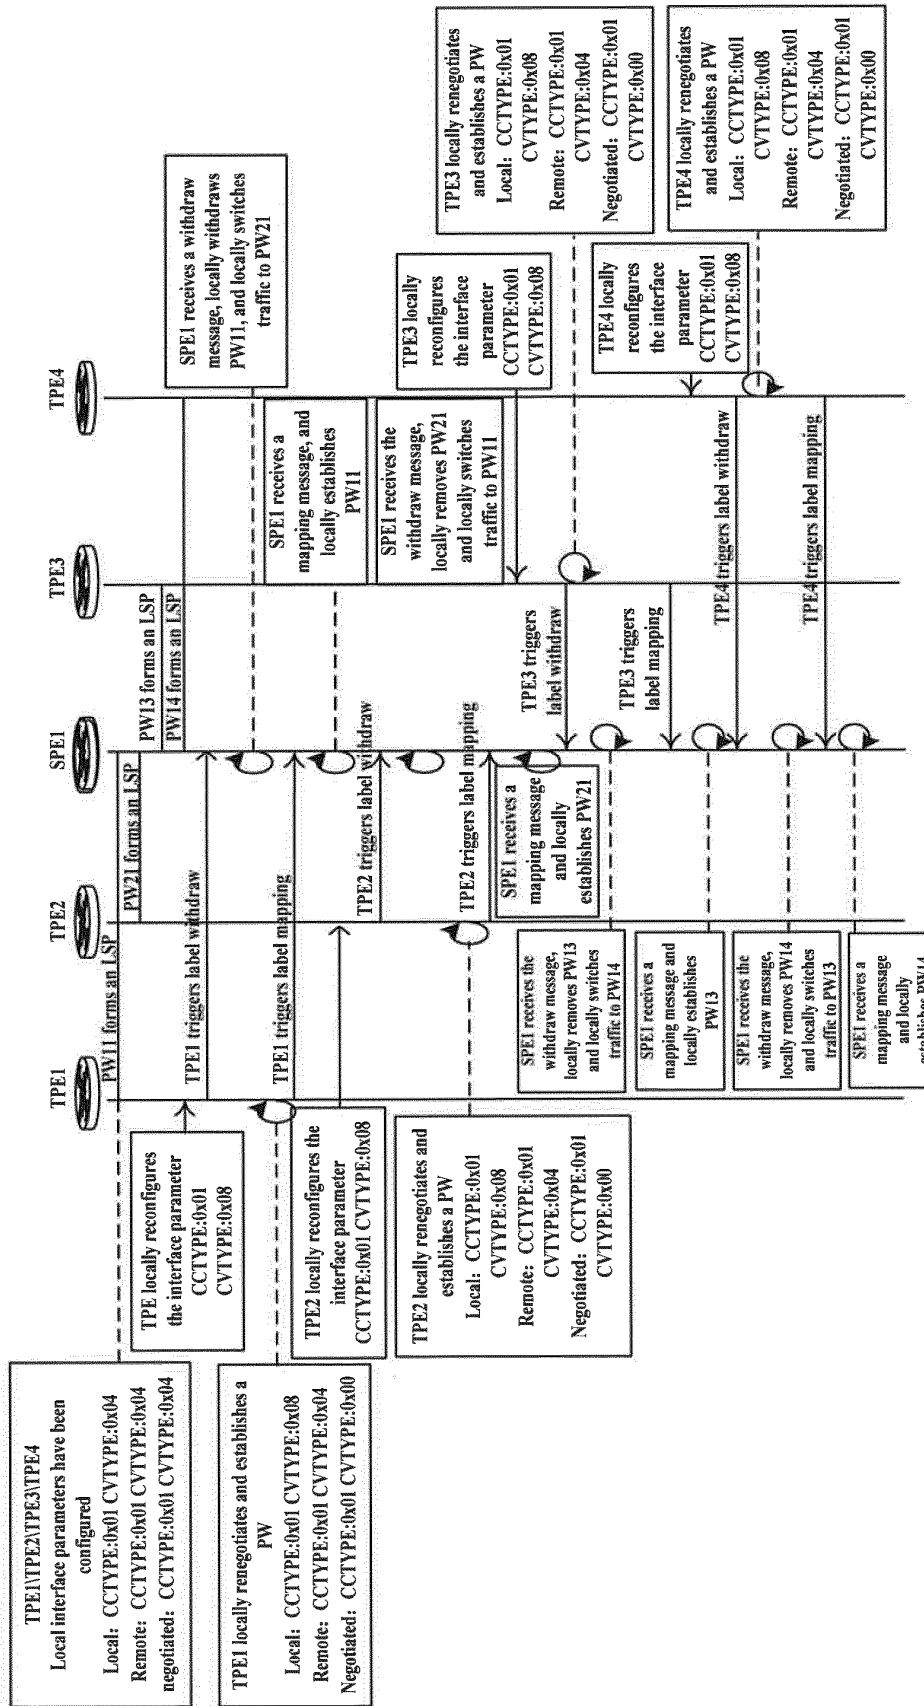 TPE1
TPE2
SPE1
TPE3
TPE4
TPE1\TPE2\TPE3\TPE4
Local interface parameters have been
configured
Local: CCTYPE:0x01 CVTYPE:0x04
Remote: CCTYPE:0x01 CVTYPE:0x04
negotiated: CCTYPE:0x01 CVTYPE:0x04
PW11 forms an LSP
PW21 forms an LSP
PW13 forms an LSP
PW14 forms an LSP
TPE locally reconfigures
the interface parameter
CCTYPE:0x01
CVTYPE:0x08
TPE1 triggers label withdraw
SPE1 receives a withdraw
message, locally withdraws
PW11, and locally switches
traffic to PW21
TPE1 locally renegotiates and establishes a
PW
Local: CCTYPE:0x01 CVTYPE:0x08
Remote: CCTYPE:0x01 CVTYPE:0x04
Negotiated: CCTYPE:0x01 CVTYPE:0x00
TPE1 triggers label mapping
SPE1 receives a
mapping message, and
locally establishes
PW11
TPE2 locally reconfigures the
interface parameter
CCTYPE:0x01 CVTYPE:0x08
TPE2 triggers label withdraw
SPE1 receives the
withdraw message,
locally removes PW21
and locally switches
traffic to PW11
TPE2 locally renegotiates and
establishes a PW
Local: CCTYPE:0x01
CVTYPE:0x08
Remote: CCTYPE:0x01
CVTYPE:0x04
Negotiated: CCTYPE:0x01
CVTYPE:0x00
TPE2 triggers label mapping
SPE1 receives a
mapping message
and locally
establishes PW21
TPE3 locally
reconfigures
the interface
parameter
CCTYPE:0x01
CVTYPE:0x08
TPE3 triggers
label withdraw
TPE3 locally renegotiates
and establishes a PW
Local: CCTYPE:0x01
CVTYPE:0x08
Remote: CCTYPE:0x01
CVTYPE:0x04
Negotiated: CCTYPE:0x01
CVTYPE:0x00
SPE1 receives the
withdraw message,
locally removes PW13
and locally switches
traffic to PW14
TPE3 triggers
label mapping
SPE1 receives a
mapping message and
locally establishes
PW13
TPE4 locally
reconfigures
the interface
parameter
CCTYPE:0x01
CVTYPE:0x08
TPE4 triggers label withdraw
TPE4 locally renegotiates
and establishes a PW
Local: CCTYPE:0x01
CVTYPE:0x08
Remote: CCTYPE:0x01
CVTYPE:0x04
Negotiated: CCTYPE:0x01
CVTYPE:0x00
SPE1 receives the
withdraw message,
locally removes PW14
and locally switches
traffic to PW13
TPE4 triggers label mapping
SPE1 receives a
mapping message
and locally
establishes PW14